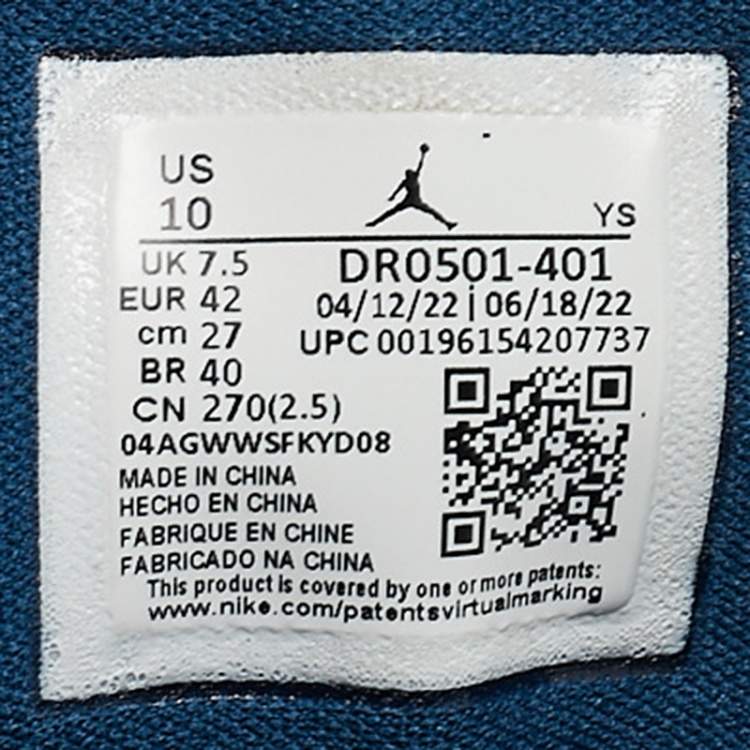 US
10
YS
UK 7.5
EUR 42
cm 27
BR 40
CN 270(2.5)
DR0501-401
04/12/22 | 06/18/22
UPC 00196154207737
04AGWWSFKYD08
MADE IN CHINA
HECHO EN CHINA
FABRIQUE EN CHINE
FABRICADO NA CHINA
This product is covered by one or more patents:
www.nike.com/patentsvirtualmarking